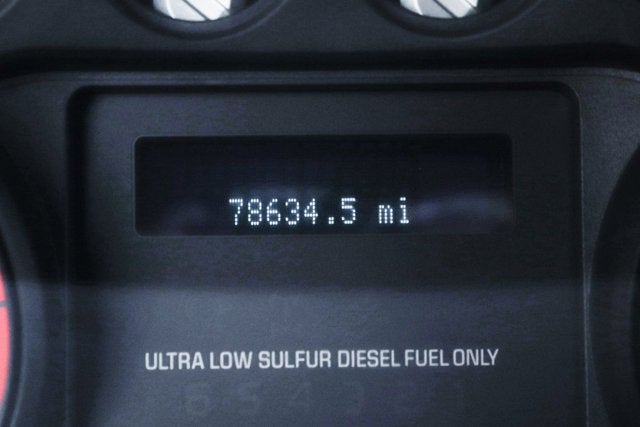 78634.5 mi
ULTRA LOW SULFUR DIESEL FUEL ONLY